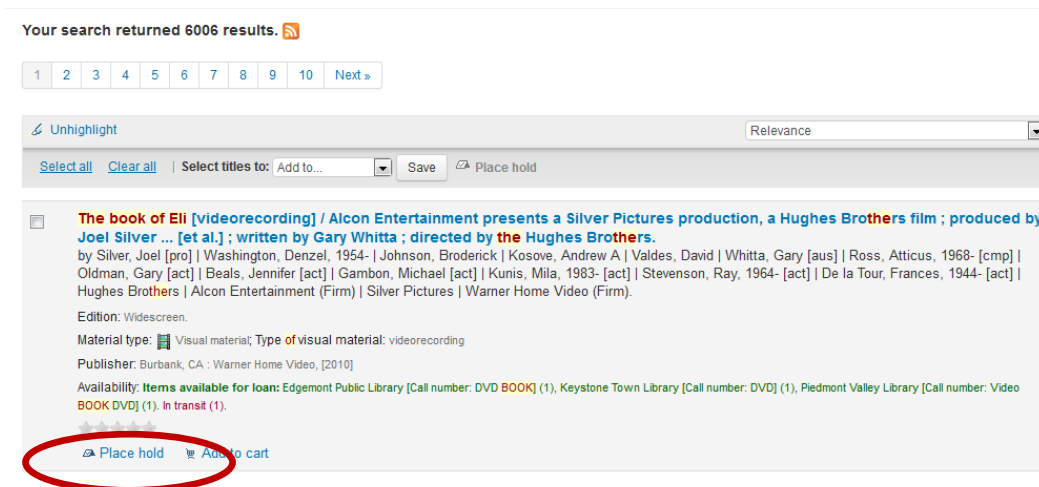 Your search returned 6006 results.
1 2 3 4 5 6 7 8 9 10 Next »
Unhighlight Relevance
Select all Clear all | Select titles to: Add to... Save Place hold
The book of Eli [videorecording] / Alcon Entertainment presents a Silver Pictures production, a Hughes Brothers film ; produced by
Joel Silver ... [et al.] ; written by Gary Whitta ; directed by the Hughes Brothers.
by Silver, Joel [pro] | Washington, Denzel, 1954- | Johnson, Broderick | Kosove, Andrew A | Valdes, David | Whitta, Gary [aus] | Ross, Atticus, 1968- [cmp] |
Oldman, Gary [act] | Beals, Jennifer [act] | Gambon, Michael [act] | Kunis, Mila, 1983- [act] | Stevenson, Ray, 1964- [act] | De la Tour, Frances, 1944- [act] |
Hughes Brothers | Alcon Entertainment (Firm) | Silver Pictures | Warner Home Video (Firm).
Edition: Widescreen.
Material type: Visual material; Type of visual material: videorecording
Publisher: Burbank, CA : Warner Home Video, [2010]
Availability: Items available for loan: Edgemont Public Library [Call number: DVD BOOK] (1), Keystone Town Library [Call number: DVD] (1), Piedmont Valley Library [Call number: Video
BOOK DVD] (1). In transit (1).
Place hold Add to cart